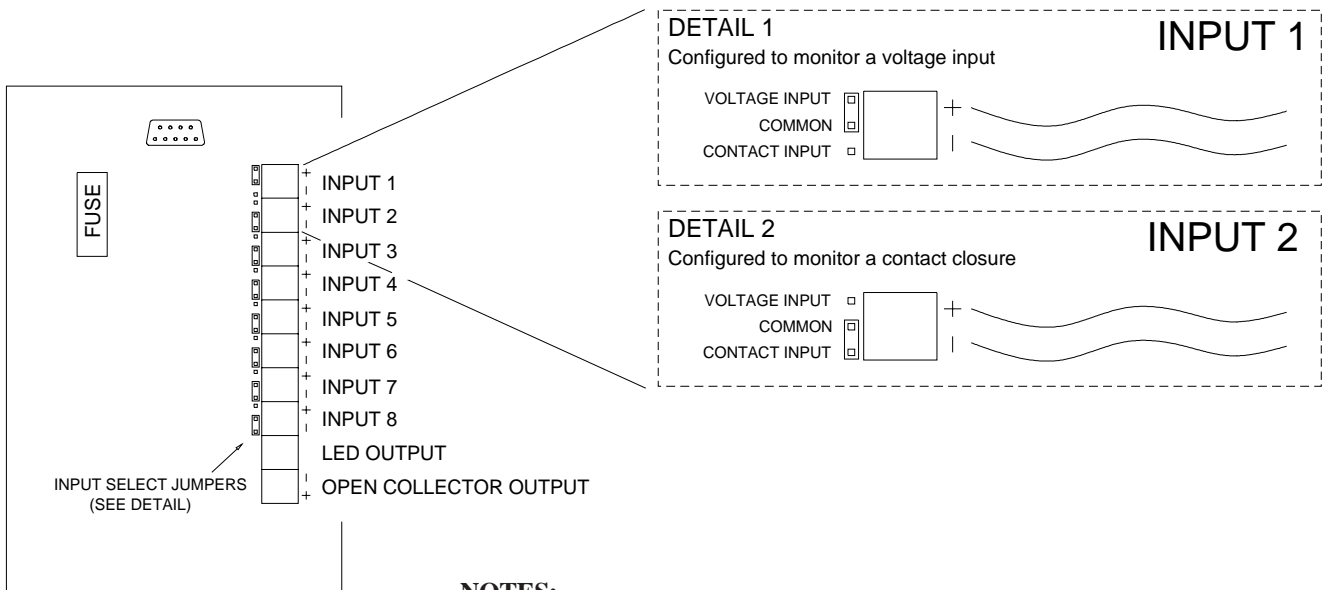 DETAIL 1
INPUT 1
Configured to monitor a voltage input
VOLTAGE INPUT
COMMON
CONTACT INPUT
+
−
DETAIL 2
INPUT 2
Configured to monitor a contact closure
VOLTAGE INPUT
COMMON
CONTACT INPUT
+
−
FUSE
+ − INPUT 1
+ − INPUT 2
+ − INPUT 3
+ − INPUT 4
+ − INPUT 5
+ − INPUT 6
+ − INPUT 7
+ − INPUT 8
LED OUTPUT
− + OPEN COLLECTOR OUTPUT
INPUT SELECT JUMPERS
(SEE DETAIL)
NOTES: